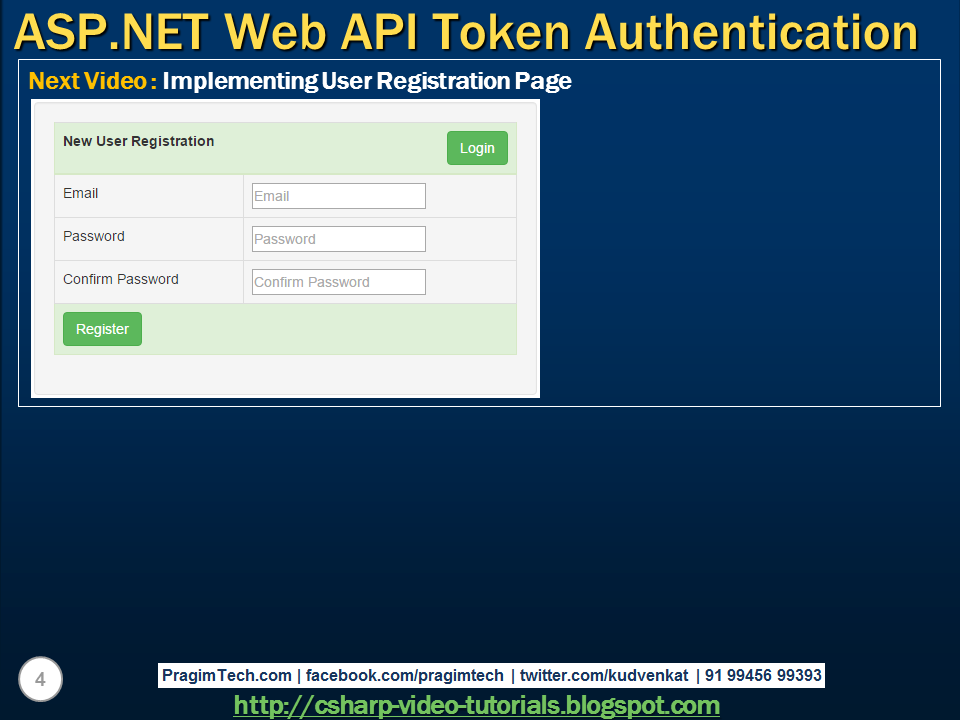 ASP.NET Web API Token Authentication
Next Video : Implementing User Registration Page
New User Registration
Login
Email
Email
Password
Password
Confirm Password
Confirm Password
Register
4
PragimTech.com | facebook.com/pragimtech | twitter.com/kudvenkat | 91 99456 99393
http://csharp-video-tutorials.blogspot.com